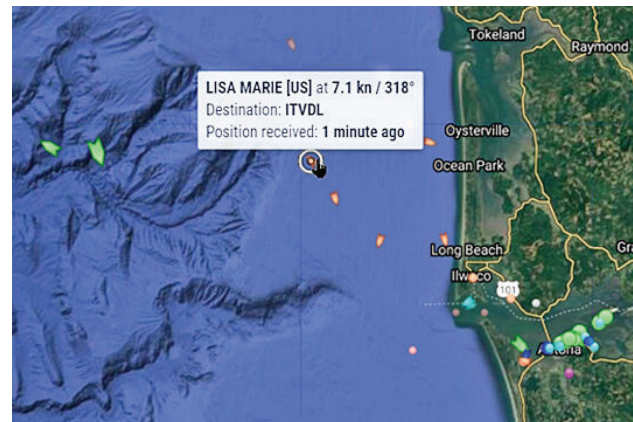 Tokeland
Raymond
LISA MARIE [US] at 7.1 kn / 318°
Destination: ITVDL
Position received: 1 minute ago
Oysterville
Ocean Park
Long Beach
Gra
Ilwaco
101
Astoria